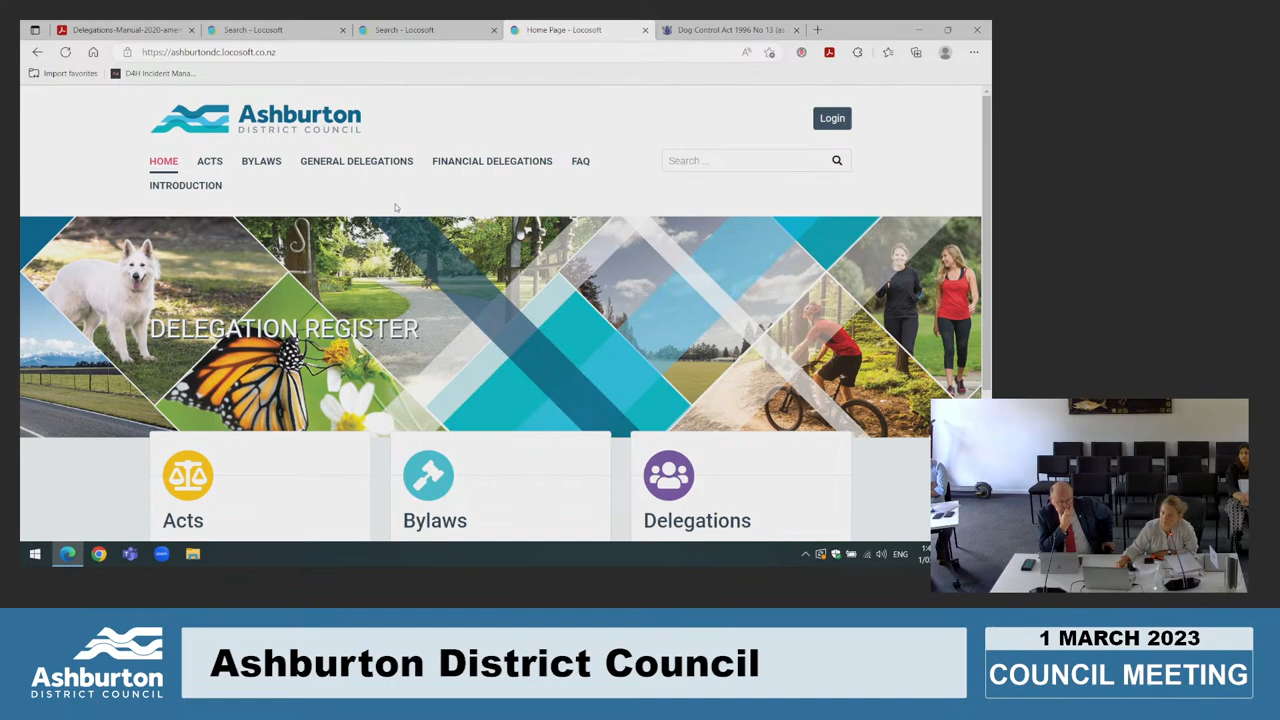 Delegations-Manual-2020-amen
Search - Locosoft
Search - Locosoft
Home Page - Locosoft
Dog Control Act 1996 No 13 (as
https://ashburtondc.locosoft.co.nz
Import favorites
D4H Incident Mana...
Ashburton
DISTRICT COUNCIL
Login
HOME
ACTS
BYLAWS
GENERAL DELEGATIONS
FINANCIAL DELEGATIONS
FAQ
Search ...
INTRODUCTION
DELEGATION REGISTER
Acts
Bylaws
Delegations
ENG
Ashburton
DISTRICT COUNCIL
Ashburton District Council
1 MARCH 2023
COUNCIL MEETING